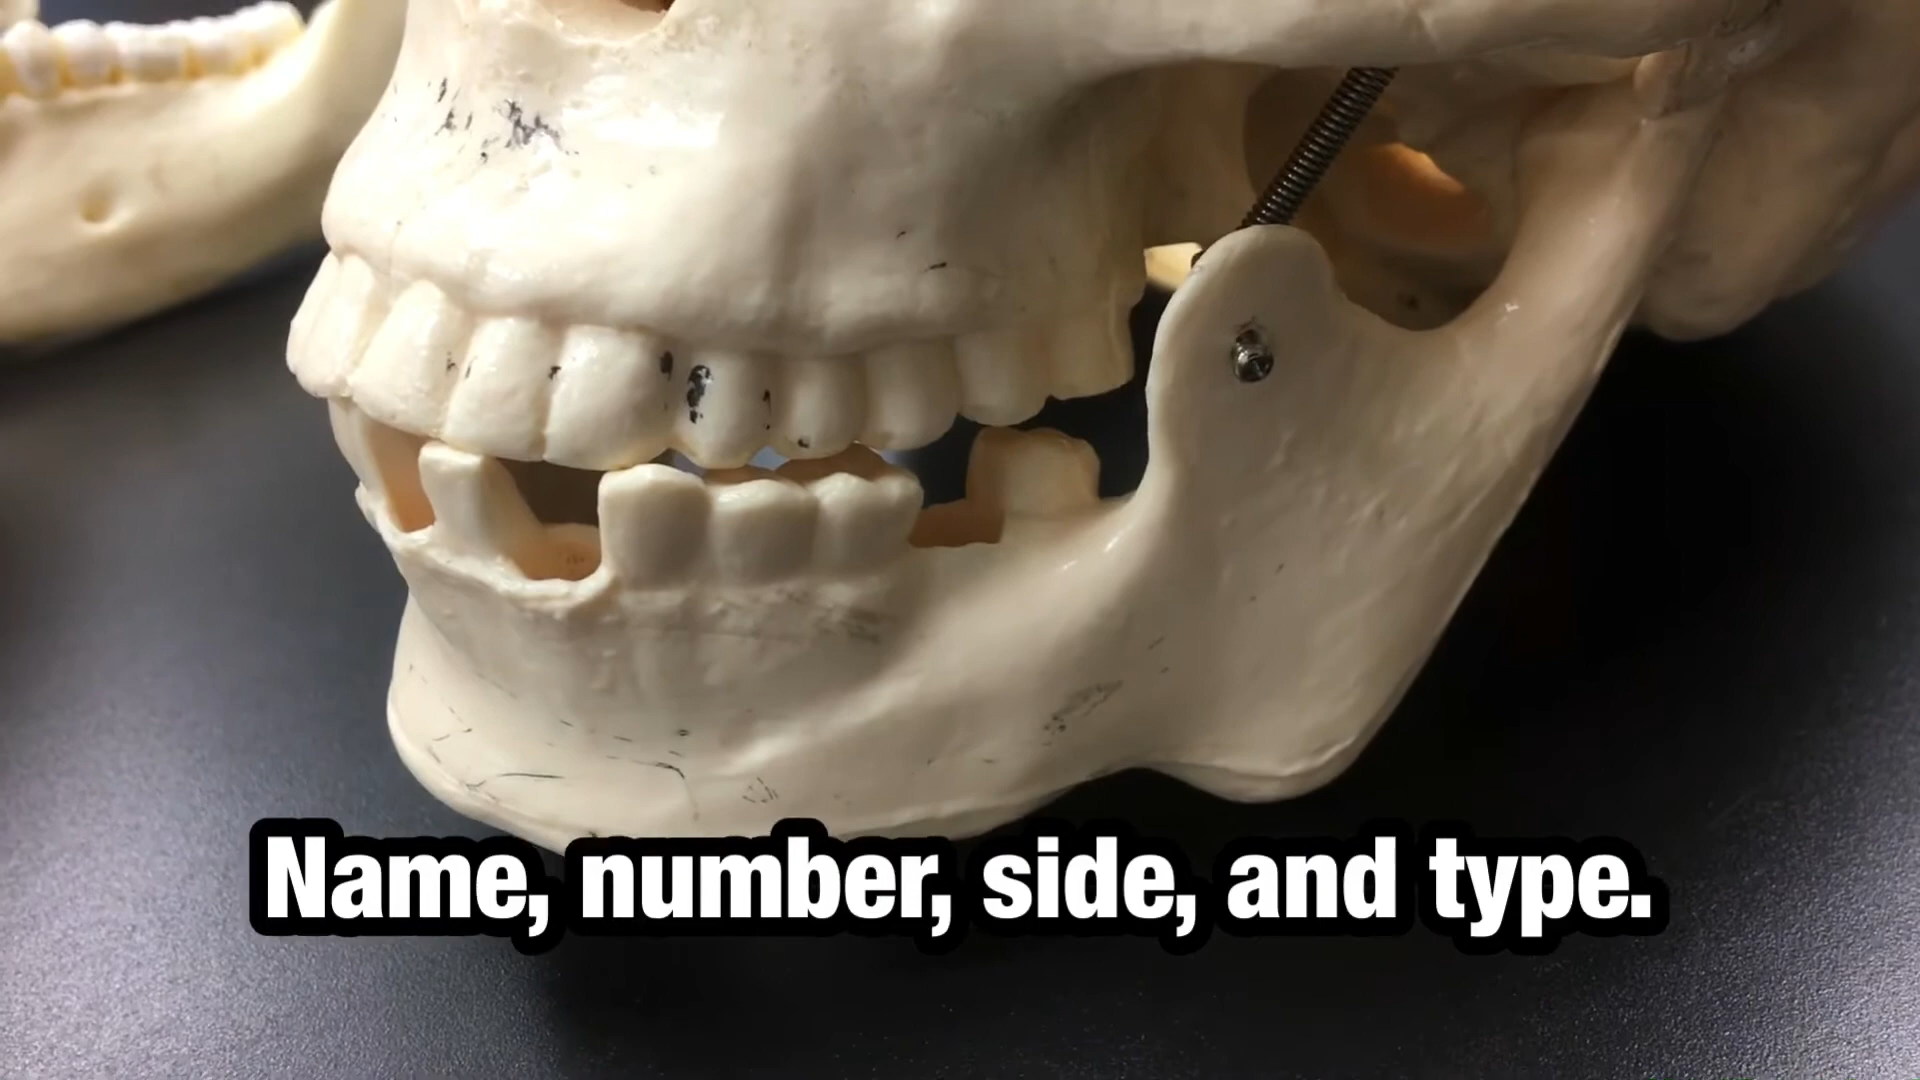 Name, number, side, and type.